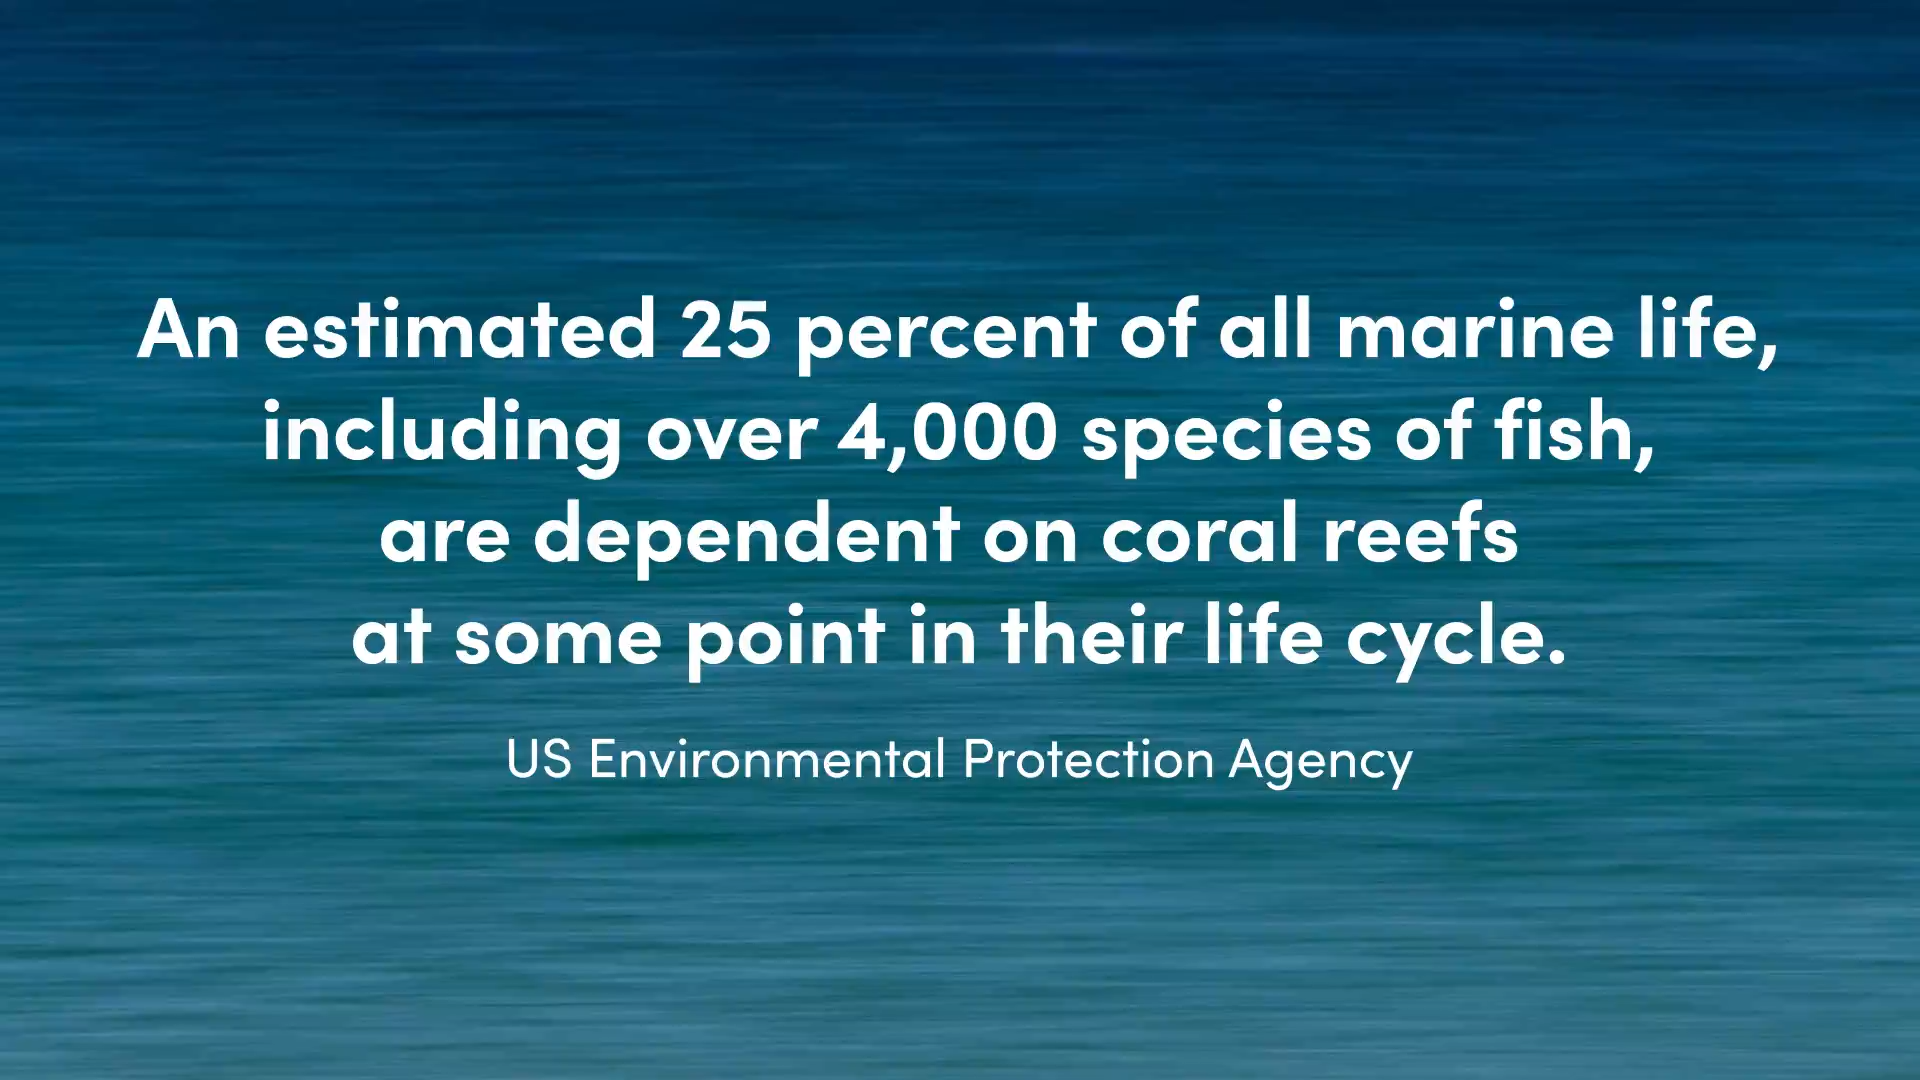 An estimated 25 percent of all marine life,
including over 4,000 species of fish,
are dependent on coral reefs
at some point in their life cycle.
US Environmental Protection Agency